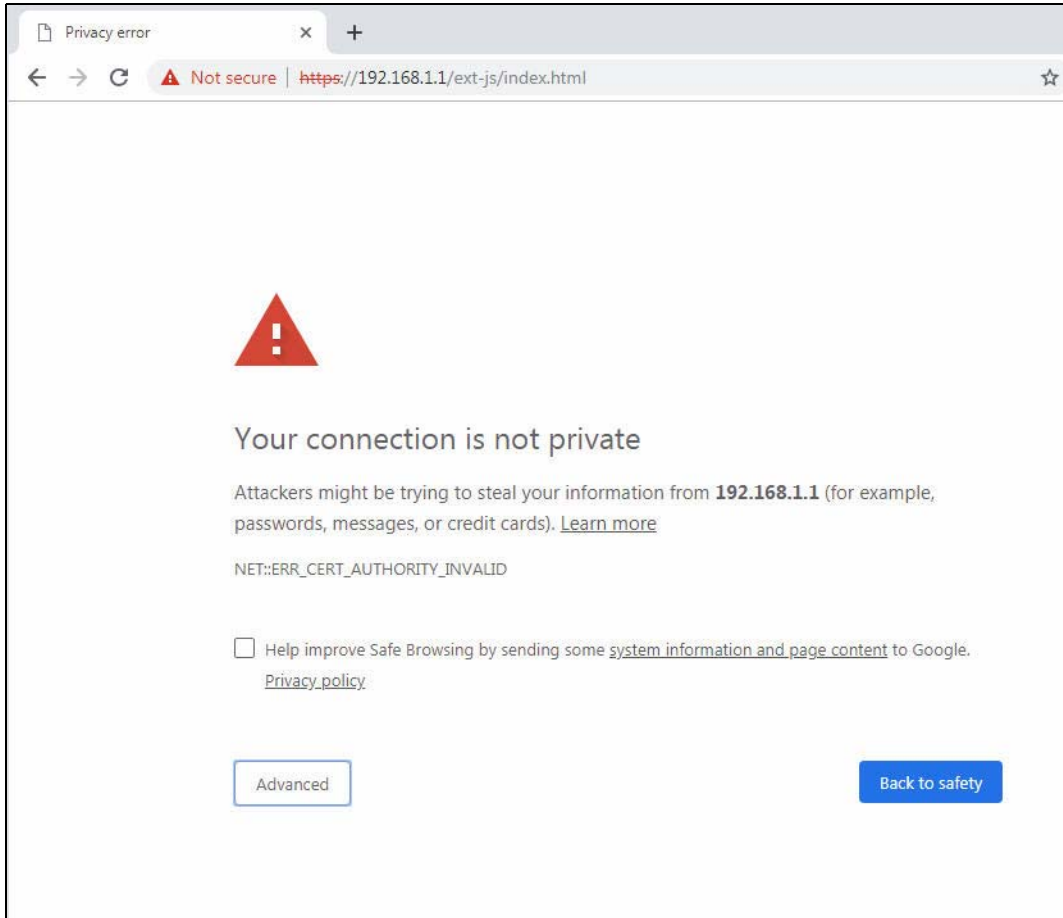 Privacy error
Not secure | https://192.168.1.1/ext-js/index.html
Your connection is not private
Attackers might be trying to steal your information from 192.168.1.1 (for example,
passwords, messages, or credit cards). Learn more
NET::ERR_CERT_AUTHORITY_INVALID
Help improve Safe Browsing by sending some system information and page content to Google.
Privacy policy
Advanced
Back to safety